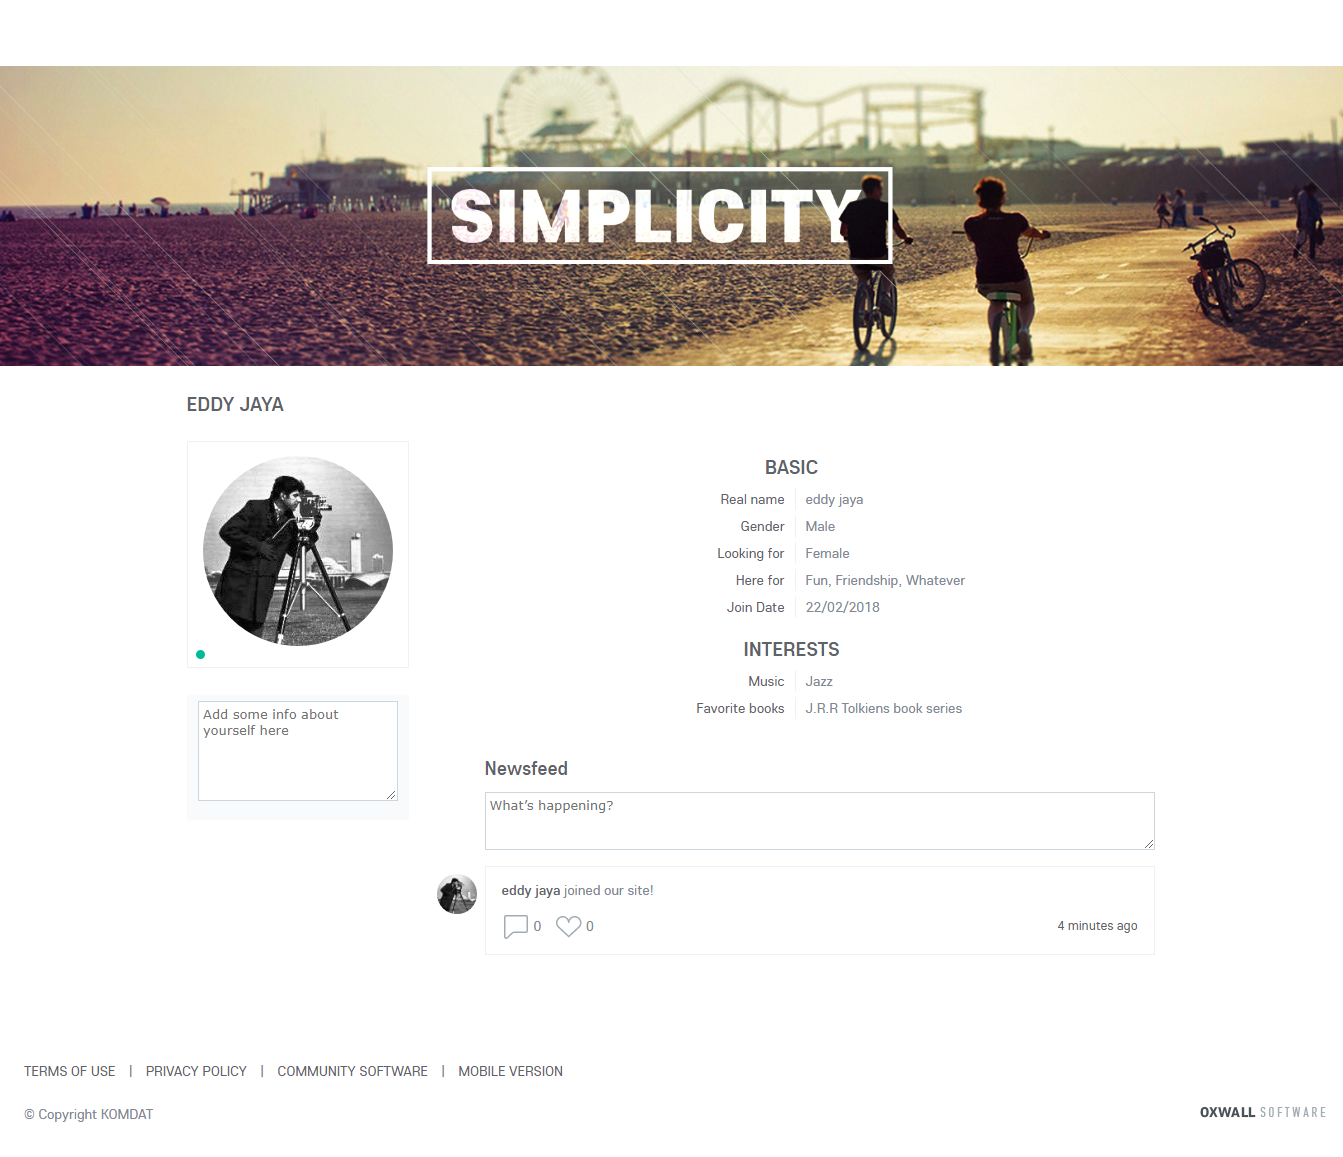 SIMPLICITY
EDDY JAYA
Add some info about
yourself here
BASIC
Real name eddy jaya
Gender Male
Looking for Female
Here for Fun, Friendship, Whatever
Join Date 22/02/2018
INTERESTS
Music Jazz
Favorite books J.R.R Tolkiens book series
Newsfeed
What's happening?
eddy jaya joined our site!
0 0 4 minutes ago
TERMS OF USE | PRIVACY POLICY | COMMUNITY SOFTWARE | MOBILE VERSION
© Copyright KOMDAT
OXWALL SOFTWARE